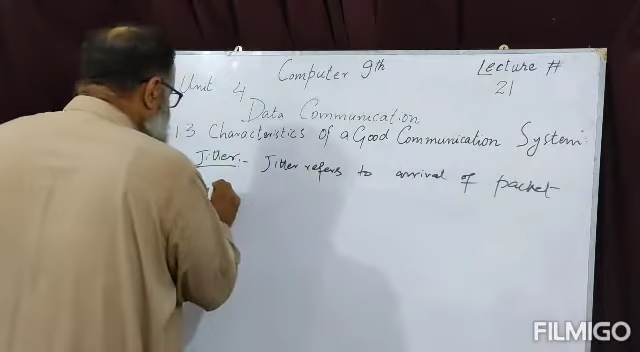 Unit 4 Computer 9th Lecture #
21
Data Communication
13 Characteristics of a Good Communication System:
Jitter:- Jitter refers to arrival of packet
FILMIGO